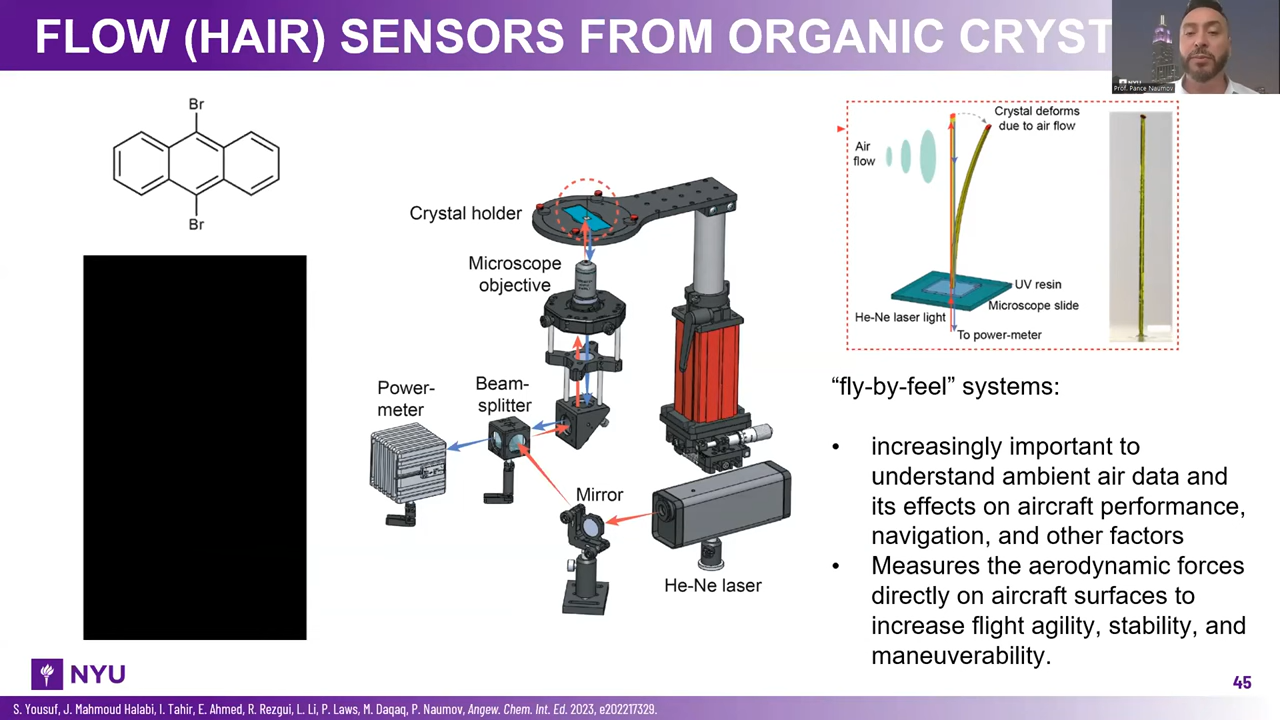 FLOW (HAIR) SENSORS FROM ORGANIC CRYST
NYU
Prof. Pance Naumov
Br
Br
Crystal holder
Microscope
objective
Power-
meter
Beam-
splitter
Mirror
He-Ne laser
Crystal deforms
due to air flow
Air
flow
UV resin
Microscope slide
He-Ne laser light
To power-meter
“fly-by-feel” systems:
• increasingly important to
understand ambient air data and
its effects on aircraft performance,
navigation, and other factors
• Measures the aerodynamic forces
directly on aircraft surfaces to
increase flight agility, stability, and
maneuverability.
NYU
45
S. Yousuf, J. Mahmoud Halabi, I. Tahir, E. Ahmed, R. Rezgui, L. Li, P. Laws, M. Daqaq, P. Naumov, Angew. Chem. Int. Ed. 2023, e202217329.